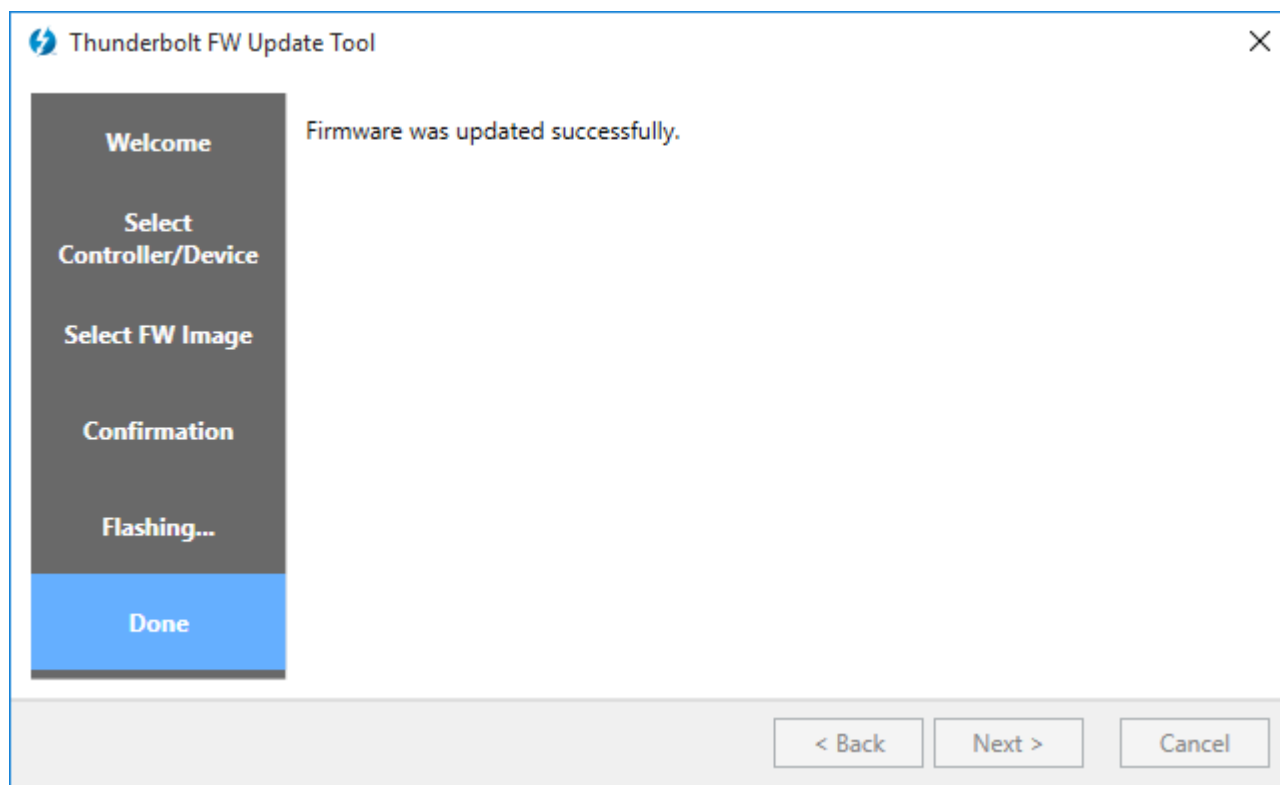 Thunderbolt FW Update Tool
Welcome
Firmware was updated successfully.
Select
Controller/Device
Select FW Image
Confirmation
Flashing...
Done
< Back
Next >
Cancel